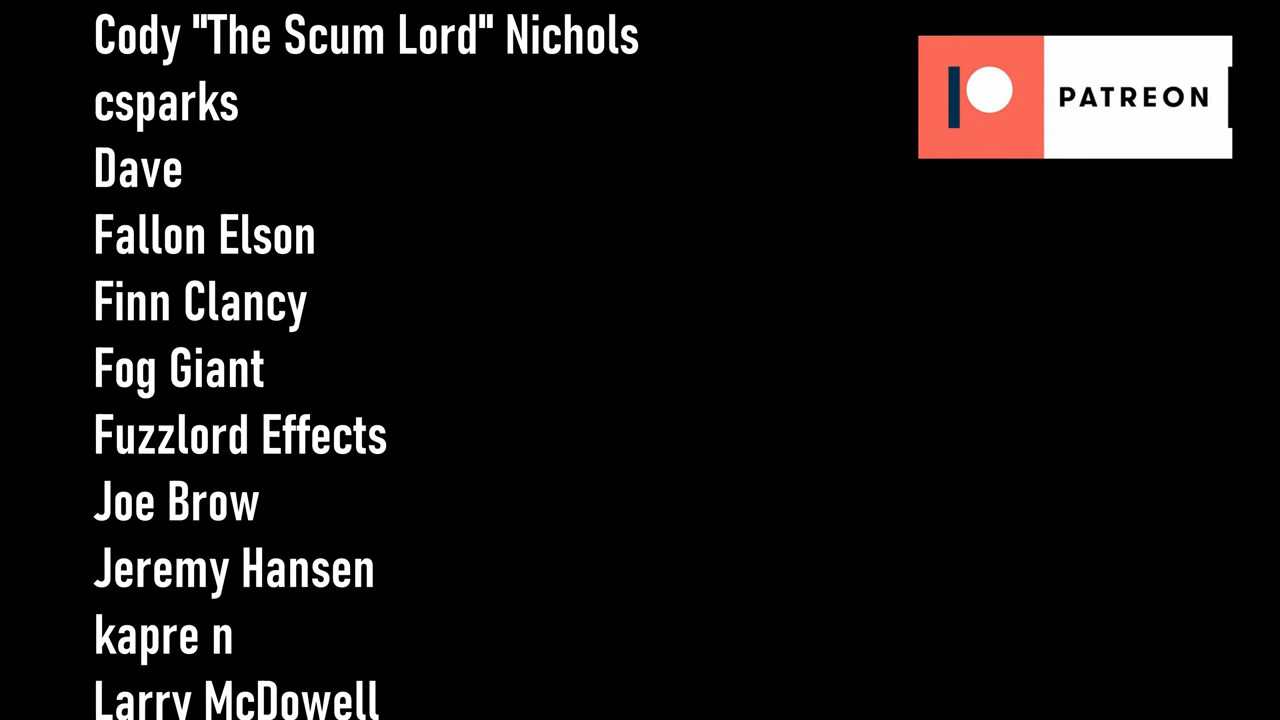 Cody "The Scum Lord" Nichols
csparks
Dave
Fallon Elson
Finn Clancy
Fog Giant
Fuzzlord Effects
Joe Brow
Jeremy Hansen
kapre n
Larry McDowell
PATREON